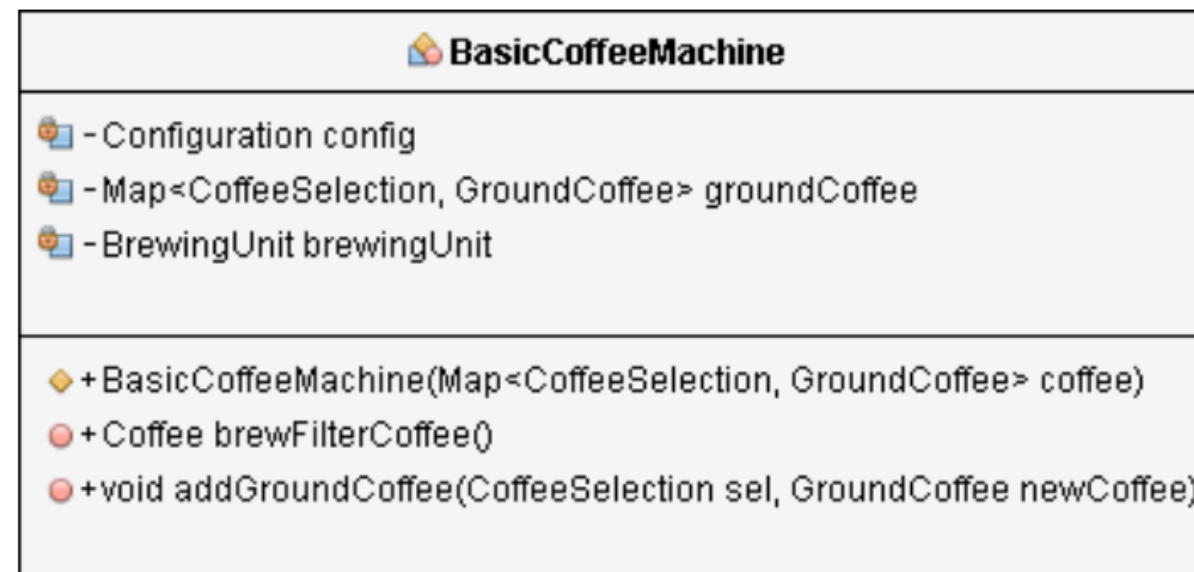 BasicCoffeeMachine
-Configuration config
-Map<CoffeeSelection, GroundCoffee> groundCoffee
-BrewingUnit brewingUnit
+BasicCoffeeMachine(Map<CoffeeSelection, GroundCoffee> coffee)
+Coffee brewFilterCoffee()
+void addGroundCoffee(CoffeeSelection sel, GroundCoffee newCoffee)